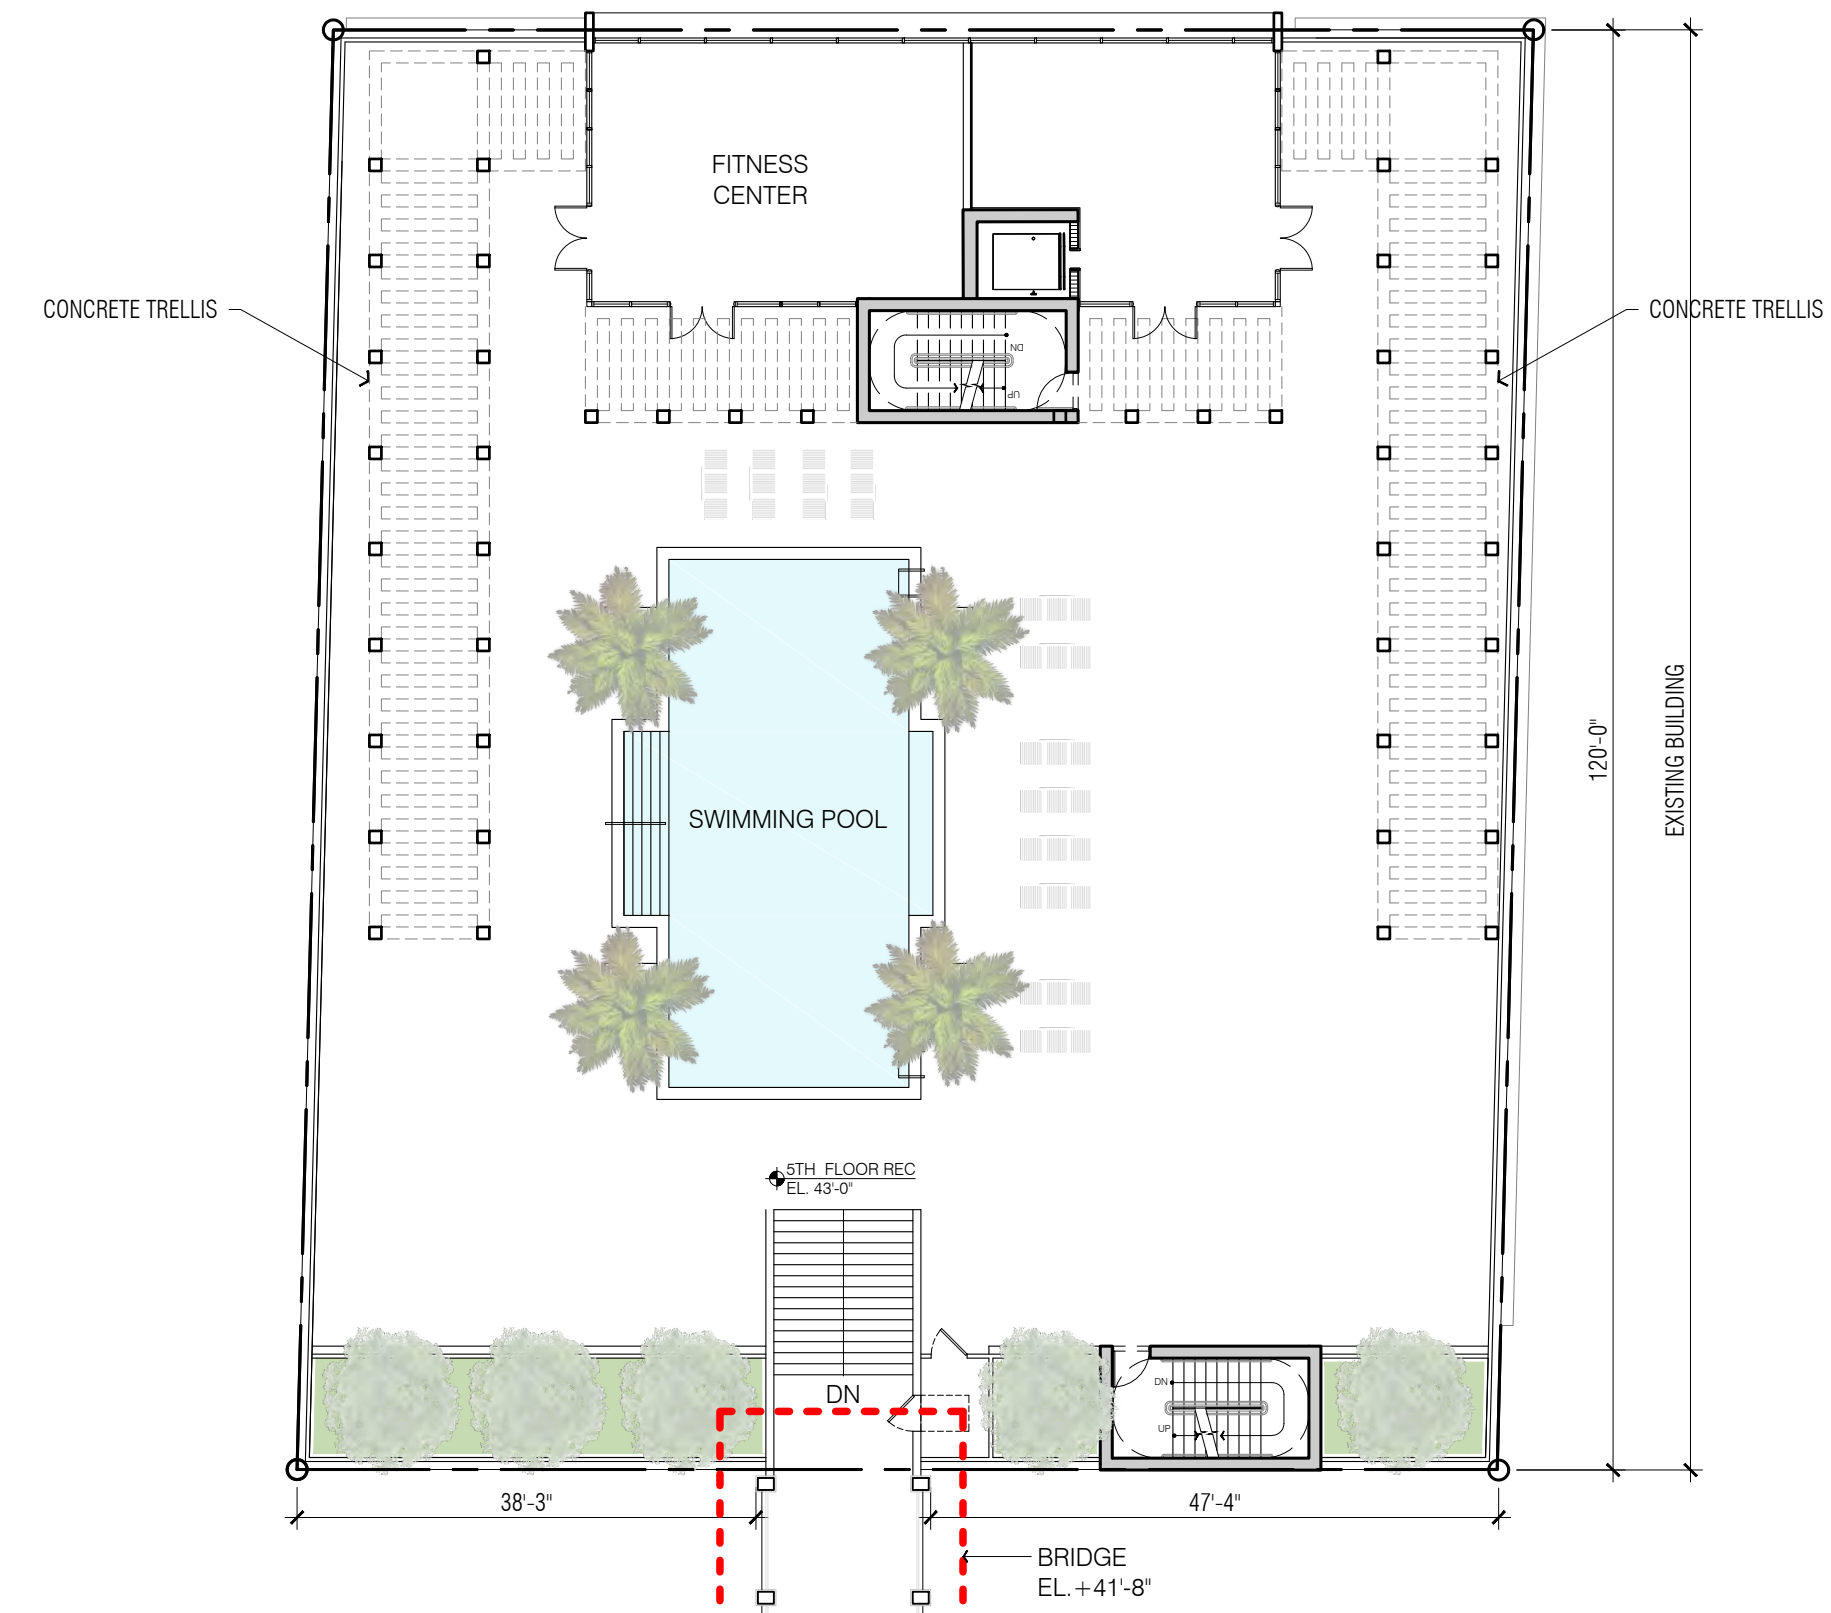 FITNESS
CENTER
CONCRETE TRELLIS
CONCRETE TRELLIS
DN
UP
EXISTING BUILDING
120'-0"
SWIMMING POOL
5TH FLOOR REC
EL. 43'-0"
DN
DN
UP
38'-3"
47'-4"
BRIDGE
EL.+41'-8"